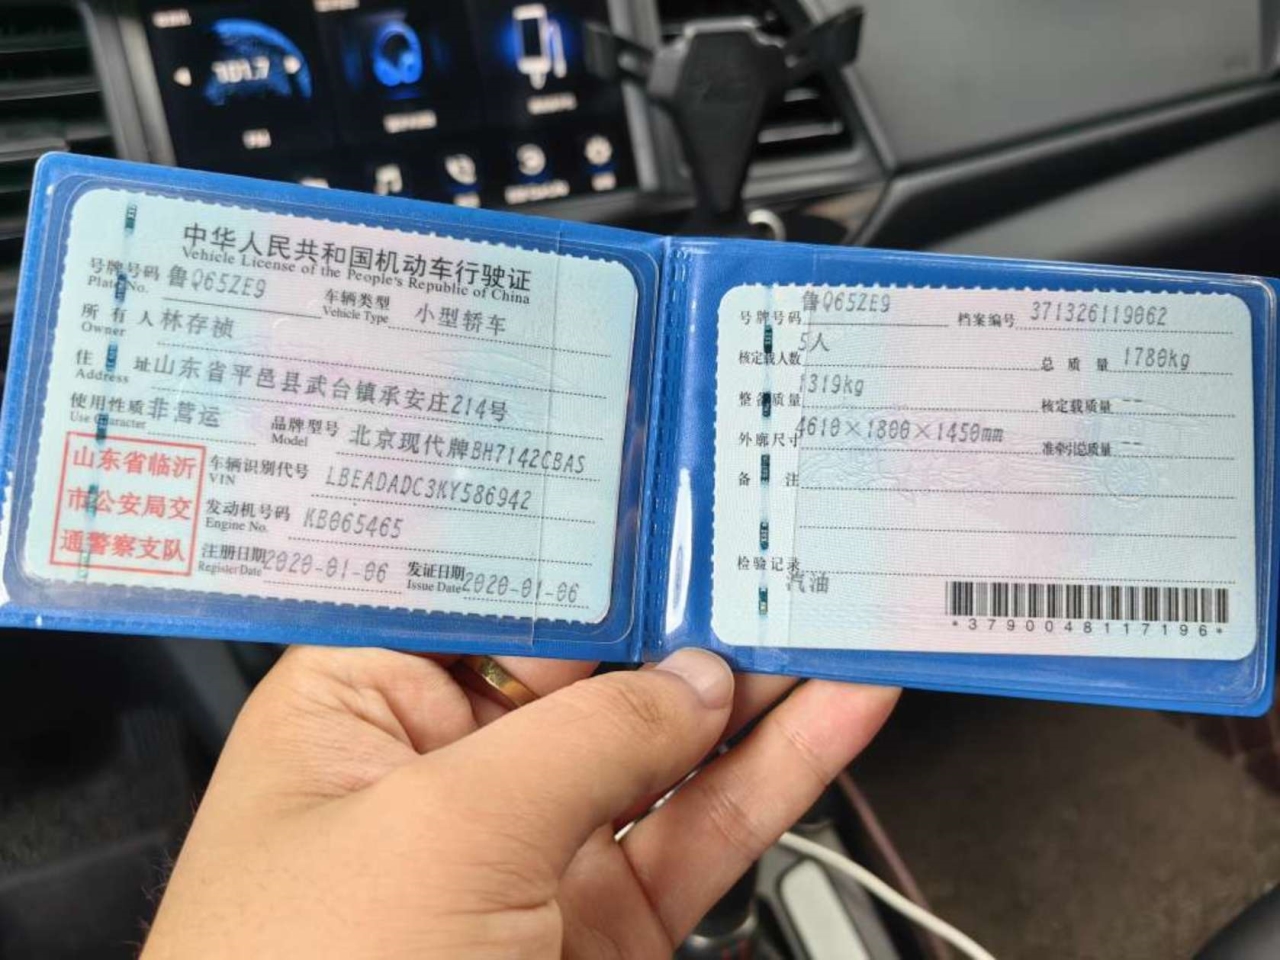 101.7
FM
中华人民共和国机动车行驶证
Vehicle License of the People's Republic of China
号牌号码 鲁Q65ZE9 车辆类型 小型轿车
Plate No. Vehicle Type
所有人 林存祯
Owner
住址 山东省平邑县武台镇承安庄214号
Address
使用性质 非营运 品牌型号 北京现代牌BH7142CBAS
Use Character Model
山东省临沂
市公安局交
通警察支队
车辆识别代号 LBEADADC3KY586942
VIN
发动机号码 KB065465
Engine No.
注册日期 2020-01-06 发证日期 2020-01-06
Register Date Issue Date
号牌号码 鲁Q65ZE9 档案编号 371326119062
核定载人数 5人 总质量 1780kg
整备质量 1319kg 核定载质量 --
外廓尺寸 4610×1800×1450mm 准牵引总质量 --
备注
检验记录
汽油
*3790048117196*